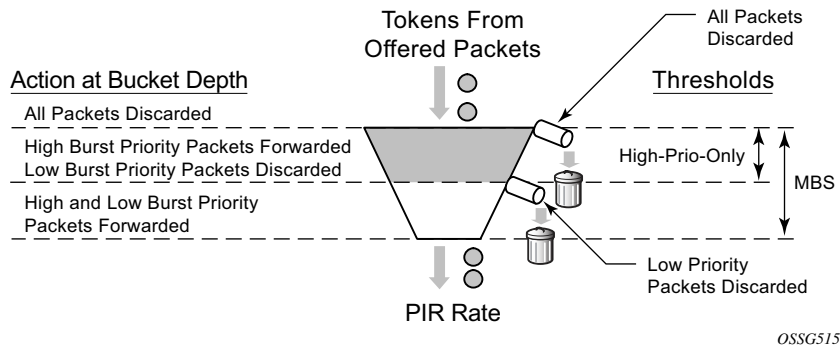 Tokens From
Offered Packets
All Packets
Discarded
Action at Bucket Depth
Thresholds
All Packets Discarded
High Burst Priority Packets Forwarded
Low Burst Priority Packets Discarded
High-Prio-Only
MBS
High and Low Burst Priority
Packets Forwarded
Low Priority
Packets Discarded
PIR Rate
OSSG515